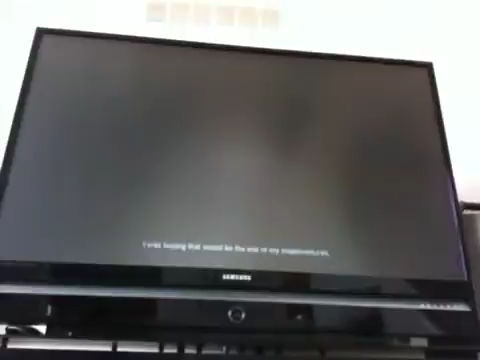 I was hoping that would be the end of my misadventures.
SAMSUNG